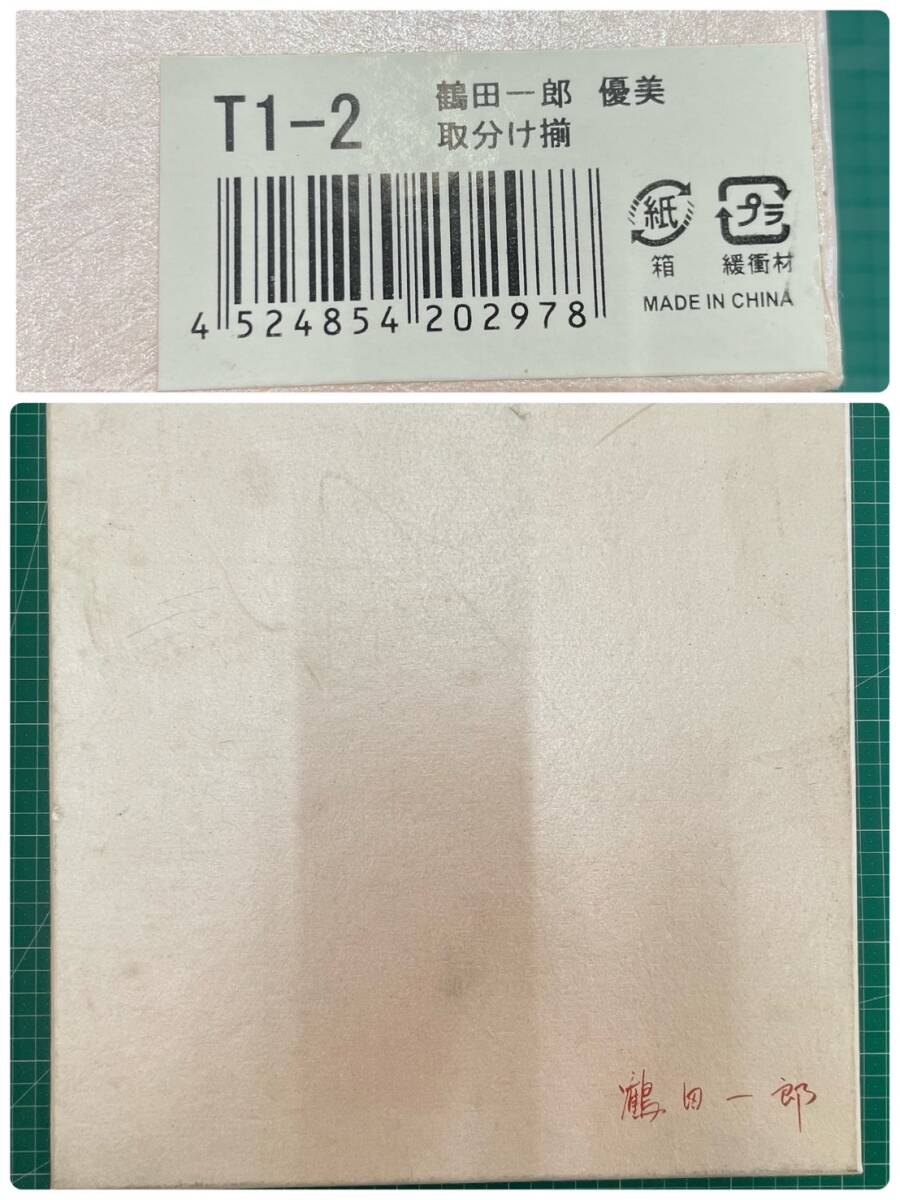 T1-2
鶴田一郎 優美
取分け揃
4 524854 202978
紙
箱
プラ
緩衝材
MADE IN CHINA
鶴田一郎